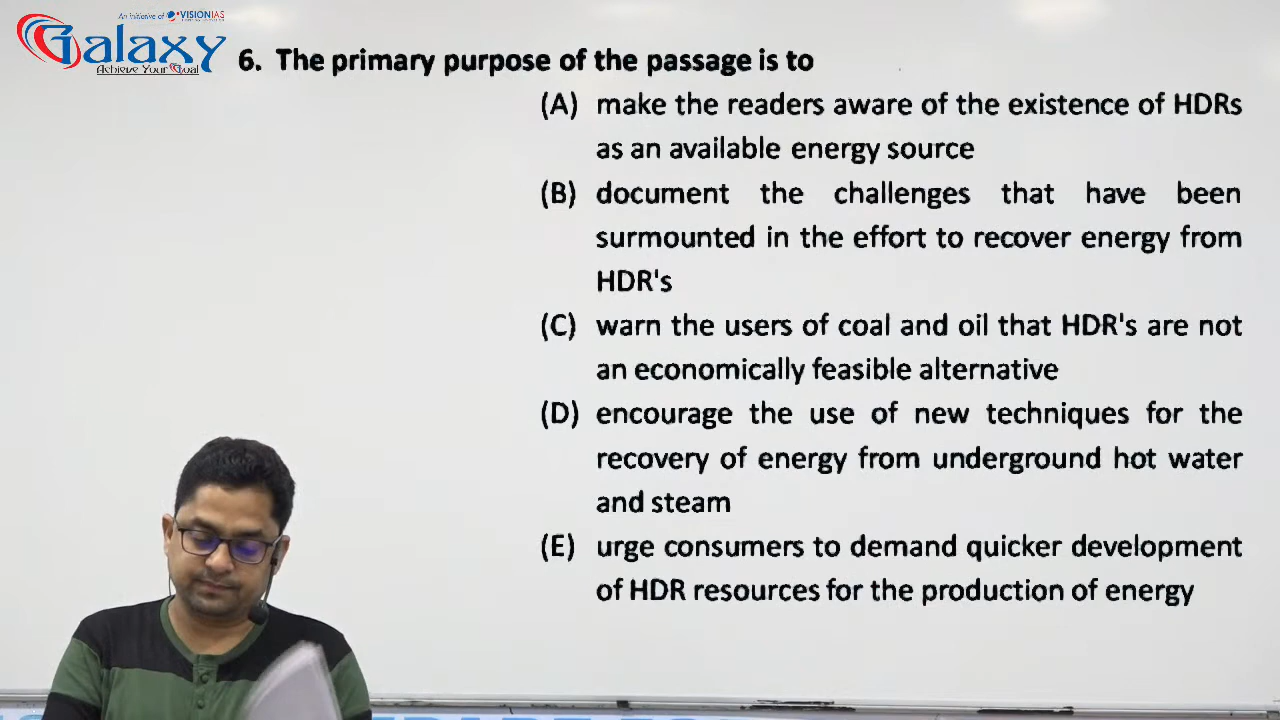 An initiative of VISIONIAS
Galaxy
Achieve Your Goal
6. The primary purpose of the passage is to
(A) make the readers aware of the existence of HDRs
as an available energy source
(B) document the challenges that have been
surmounted in the effort to recover energy from
HDR's
(C) warn the users of coal and oil that HDR's are not
an economically feasible alternative
(D) encourage the use of new techniques for the
recovery of energy from underground hot water
and steam
(E) urge consumers to demand quicker development
of HDR resources for the production of energy